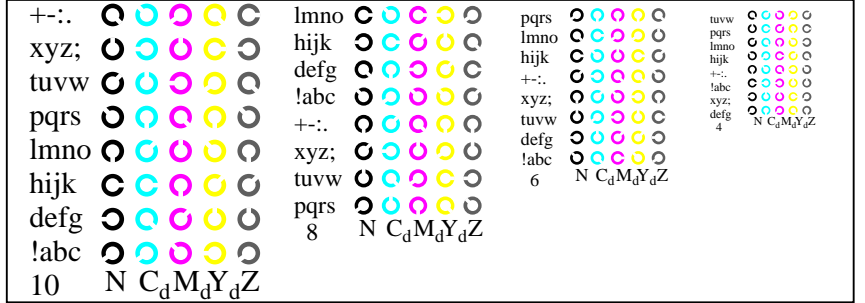 +-:.
xyz;
tuvw
pqrs
lmno
hijk
defg
!abc
10 N CdMdYdZ
lmno
hijk
defg
!abc
+-:.
xyz;
tuvw
pqrs
8 N CdMdYdZ
pqrs
lmno
hijk
+-:.
xyz;
tuvw
defg
!abc
6 N CdMdYdZ
tuvw
pqrs
lmno
hijk
+-:.
!abc
xyz;
defg
4 N CdMdYdZ